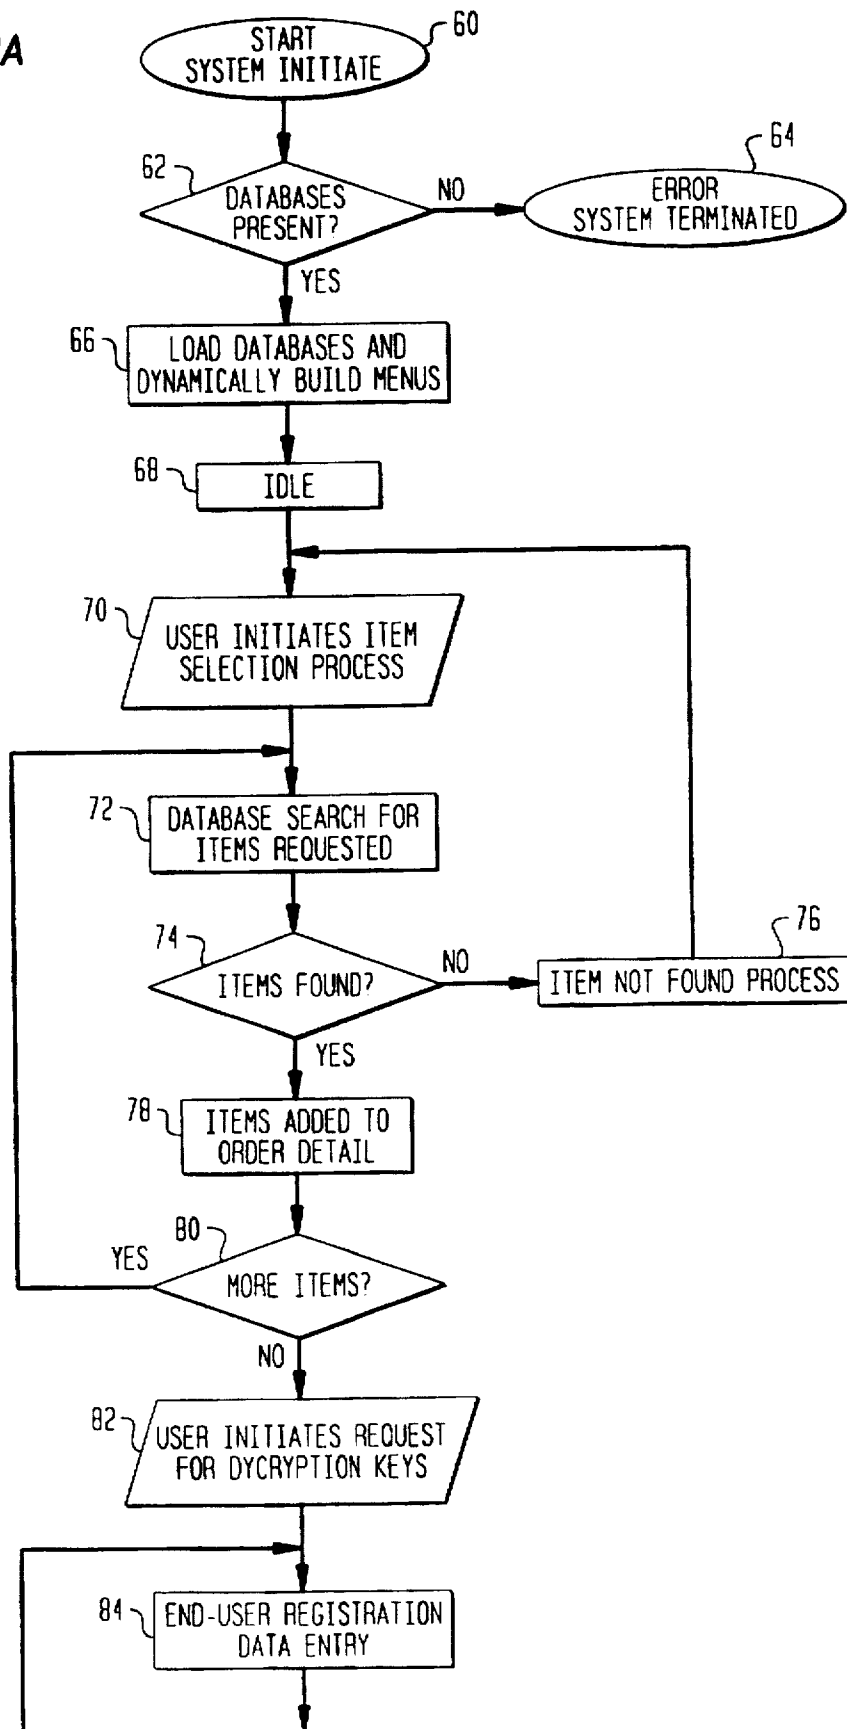 A
START
SYSTEM INITIATE
60
62
DATABASES
PRESENT?
NO
64
ERROR
SYSTEM TERMINATED
YES
66
LOAD DATABASES AND
DYNAMICALLY BUILD MENUS
68
IDLE
70
USER INITIATES ITEM
SELECTION PROCESS
72
DATABASE SEARCH FOR
ITEMS REQUESTED
74
ITEMS FOUND?
NO
76
ITEM NOT FOUND PROCESS
YES
78
ITEMS ADDED TO
ORDER DETAIL
80
YES
MORE ITEMS?
NO
82
USER INITIATES REQUEST
FOR DYCRYPTION KEYS
84
END-USER REGISTRATION
DATA ENTRY